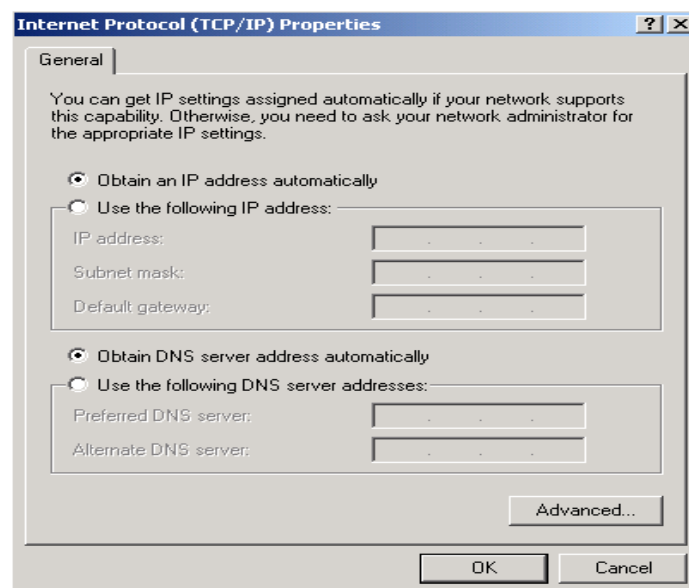 Internet Protocol (TCP/IP) Properties
General
You can get IP settings assigned automatically if your network supports
this capability. Otherwise, you need to ask your network administrator for
the appropriate IP settings.
Obtain an IP address automatically
Use the following IP address:
IP address:
Subnet mask:
Default gateway:
Obtain DNS server address automatically
Use the following DNS server addresses:
Preferred DNS server:
Alternate DNS server:
Advanced...
OK Cancel